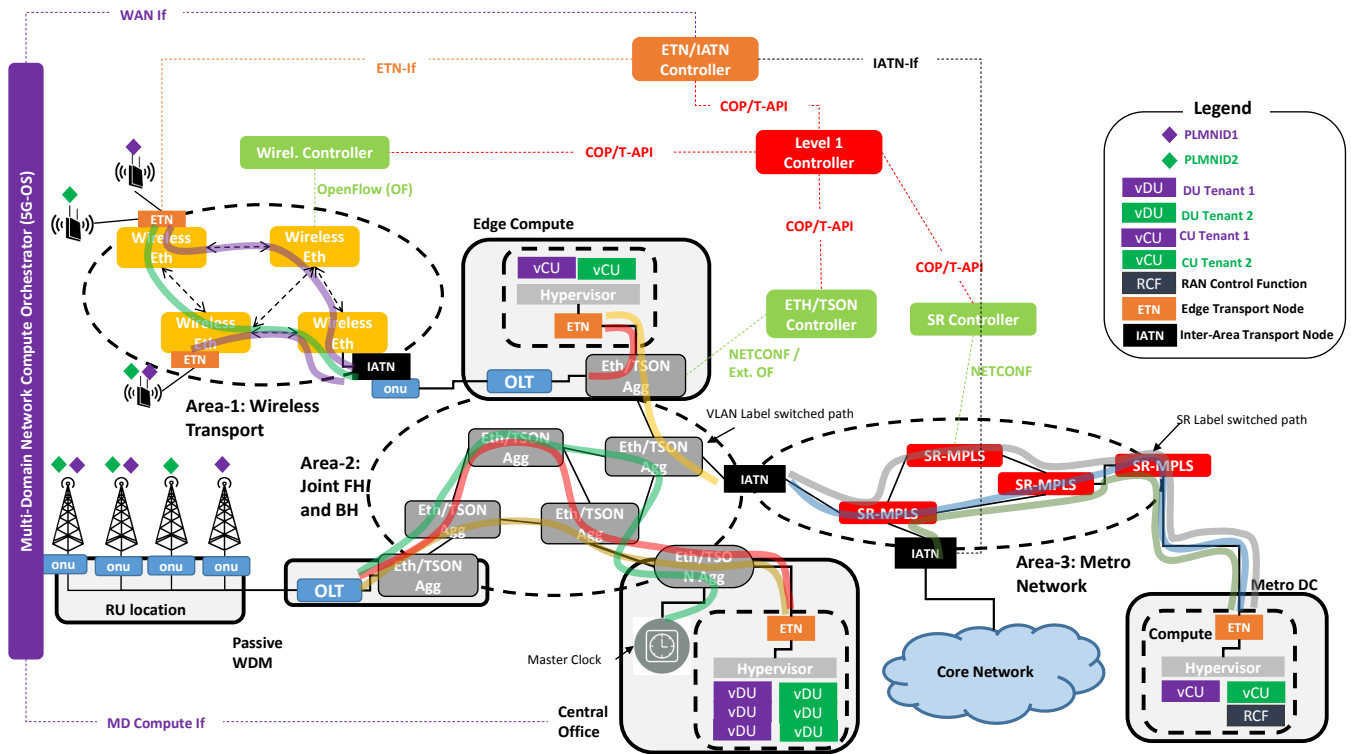 WAN If
Multi-Domain Network Compute Orchestrator (5G-OS)
ETN/IATN
Controller
ETN-If
IATN-If
COP/T-API
Wirel. Controller
COP/T-API
Level 1
Controller
OpenFlow (OF)
COP/T-API
COP/T-API
ETH/TSON
Controller
SR Controller
NETCONF /
Ext. OF
NETCONF
Legend
PLMNID1
PLMNID2
vDU
DU Tenant 1
vDU
DU Tenant 2
vCU
CU Tenant 1
vCU
CU Tenant 2
RCF
RAN Control Function
ETN
Edge Transport Node
IATN
Inter-Area Transport Node
ETN
Wireless
Eth
Wireless
Eth
Wireless
Eth
Wireless
Eth
ETN
IATN
onu
Area-1: Wireless
Transport
Edge Compute
vCU
vCU
Hypervisor
ETN
OLT
Eth/TSON
Agg
VLAN Label switched path
Area-2:
Joint FH
and BH
Eth/TSON
Agg
Eth/TSON
Agg
Eth/TSON
Agg
Eth/TSON
Agg
Eth/TSON
Agg
Eth/TSO
N Agg
OLT
onu
onu
onu
onu
RU location
Passive
WDM
Master Clock
ETN
Hypervisor
vDU
vDU
vDU
vDU
vDU
vDU
Central
Office
MD Compute If
IATN
SR-MPLS
SR-MPLS
SR-MPLS
SR-MPLS
SR Label switched path
IATN
Area-3: Metro
Network
Core Network
Metro DC
Compute
ETN
Hypervisor
vCU
vCU
RCF